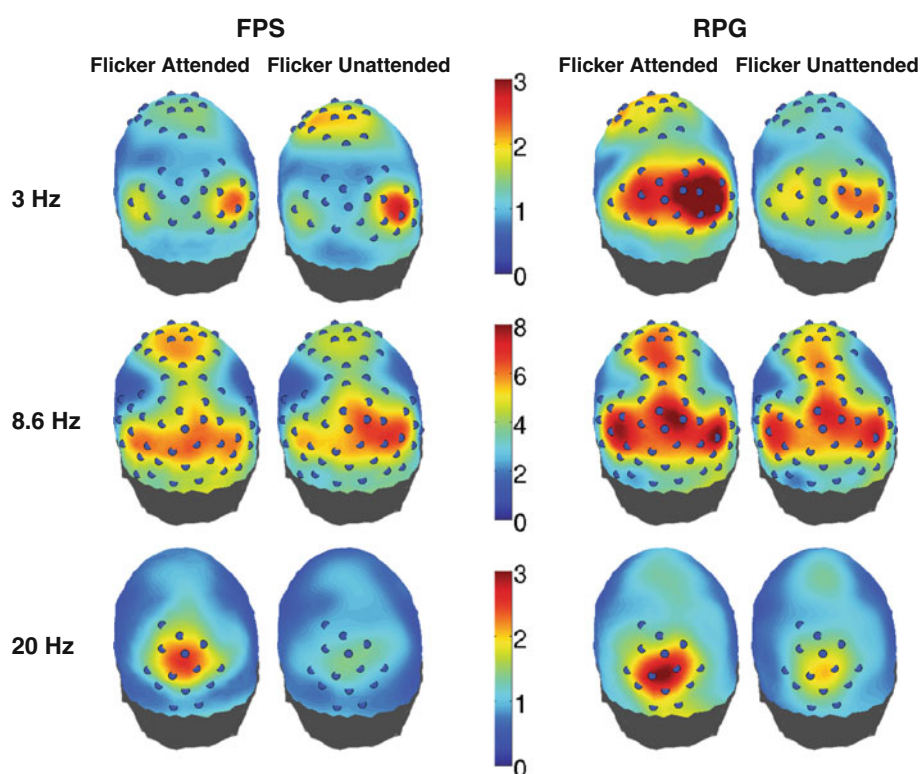 FPS RPG
Flicker Attended Flicker Unattended Flicker Attended Flicker Unattended
3 Hz
3
2
1
0
8.6 Hz
8
6
4
2
0
20 Hz
3
2
1
0